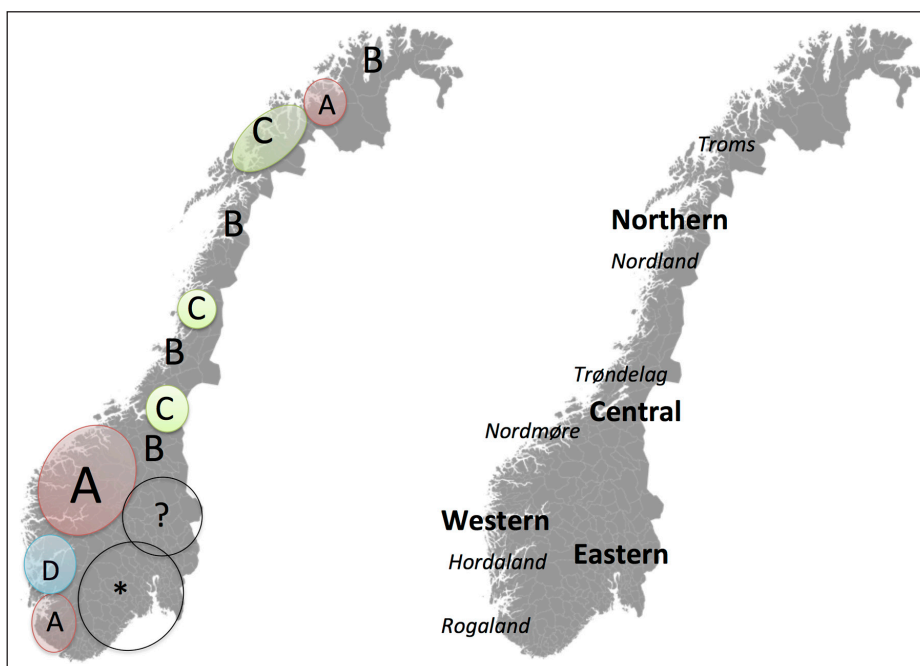 B
A
C
B
C
B
C
B
A
?
D
*
A
Troms
Northern
Nordland
Trøndelag
Central
Nordmøre
Western
Eastern
Hordaland
Rogaland